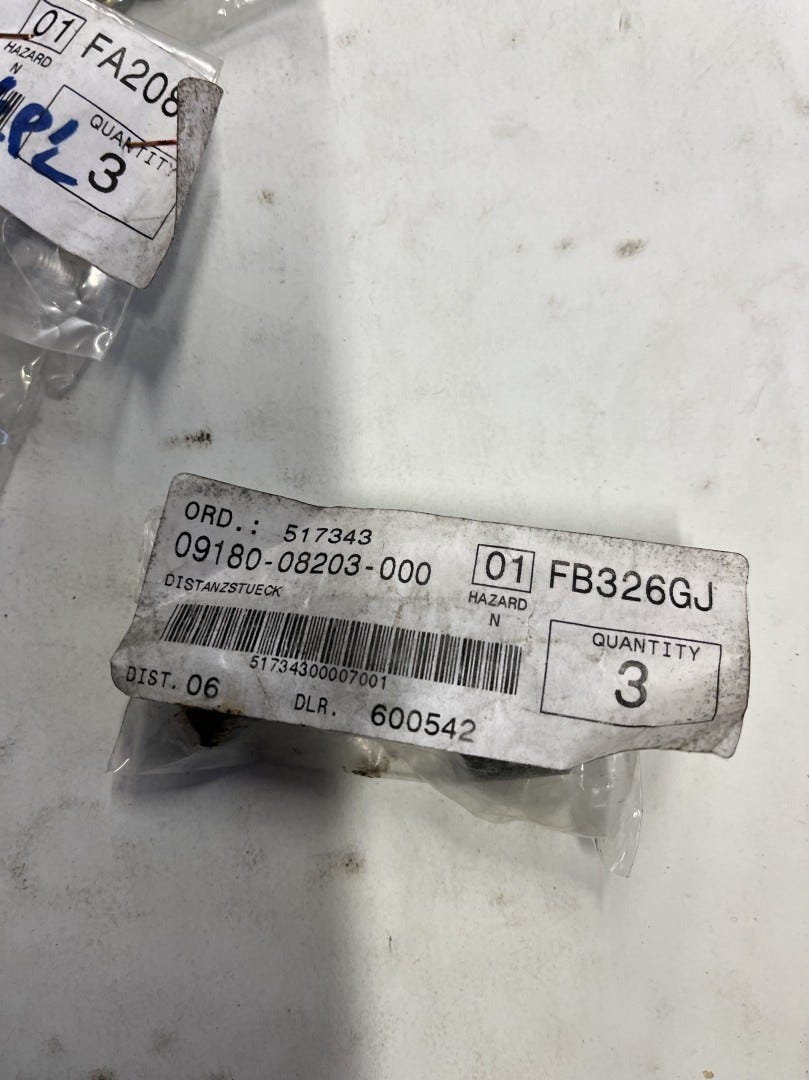 01 FA208
HAZARD
N
QUANTITY
3
ORD.: 517343
09180-08203-000
01 FB326GJ
DISTANZSTUECK
HAZARD
N
QUANTITY
3
51734300007001
DIST. 06
DLR. 600542